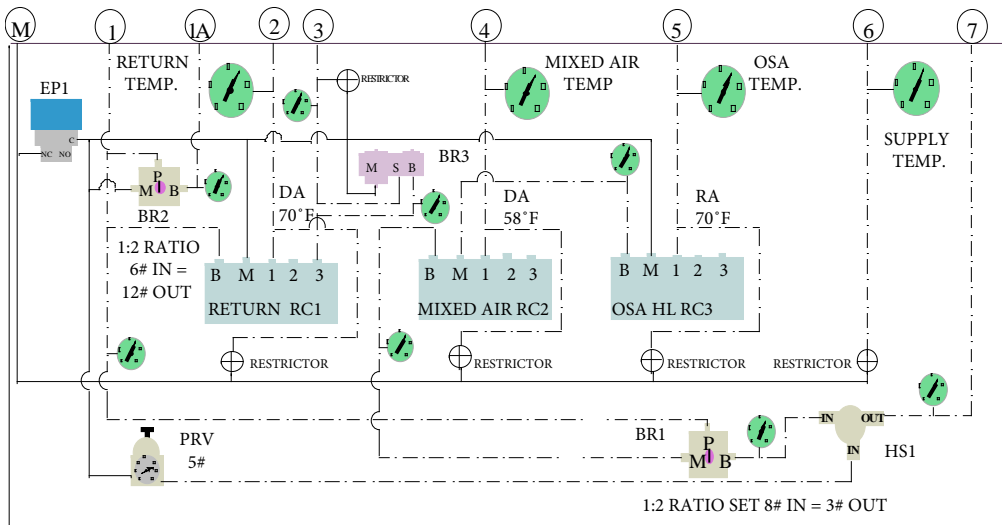 M 1 1A 2 3 4 5 6 7
RETURN
TEMP.
RESTRICTOR
MIXED AIR
TEMP
OSA
TEMP.
SUPPLY
TEMP.
EP1
C
NC NO
P
M B
BR2
M S B
BR3
DA
70˚F
DA
58˚F
RA
70˚F
1:2 RATIO
6# IN =
12# OUT
B M 1 2 3
RETURN RC1
B M 1 2 3
MIXED AIR RC2
B M 1 2 3
OSA HL RC3
RESTRICTOR
RESTRICTOR
RESTRICTOR
RESTRICTOR
PRV
5#
BR1
P
M B
IN OUT
IN
HS1
1:2 RATIO SET 8# IN = 3# OUT